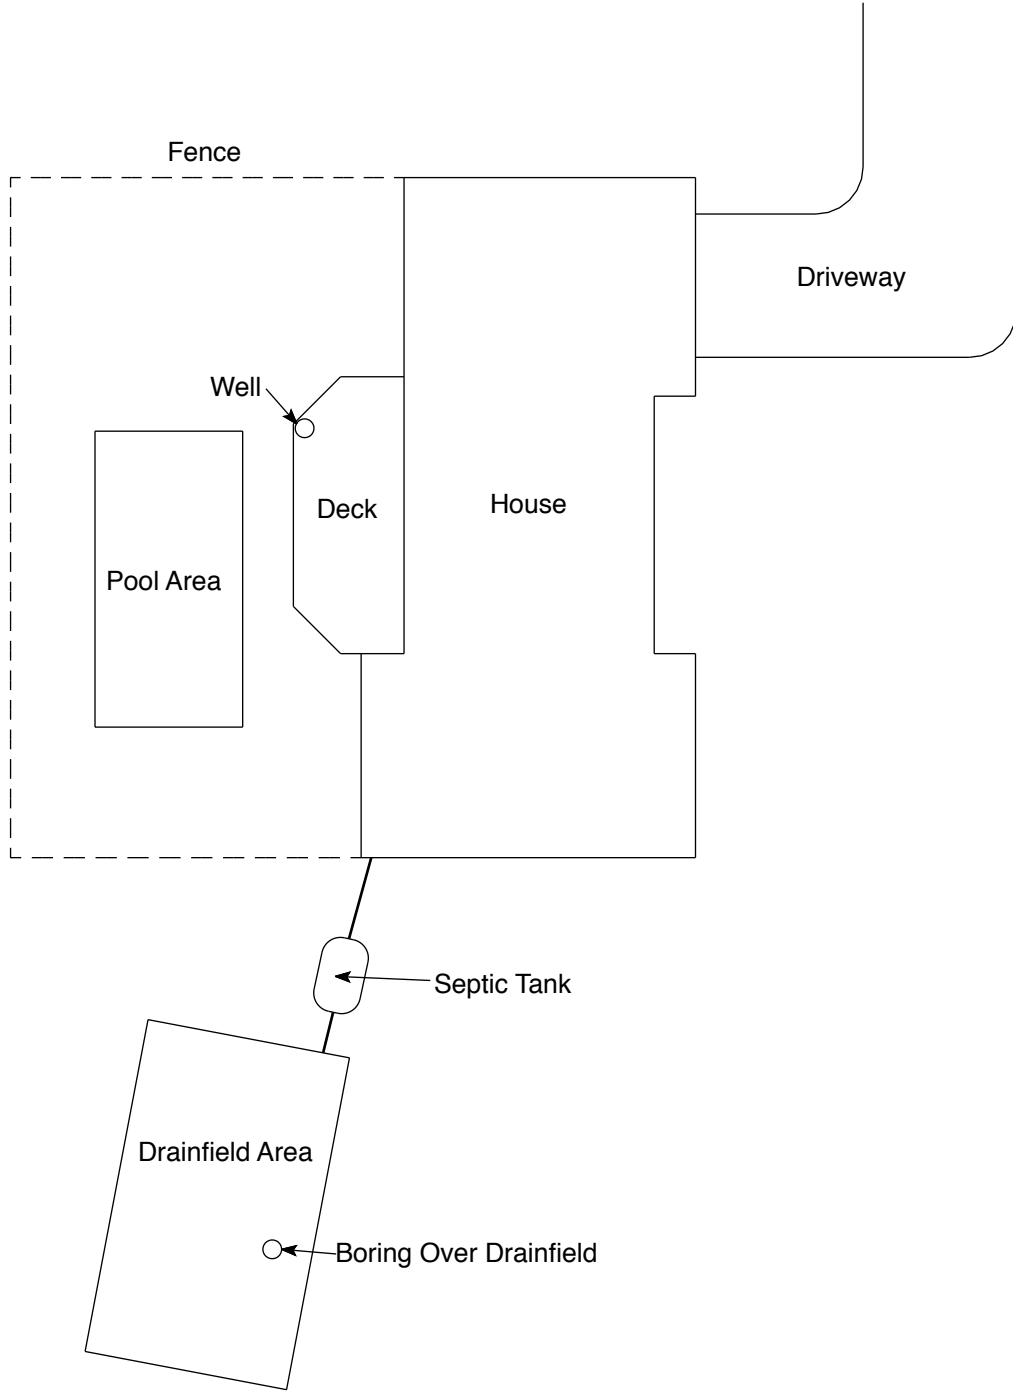 Fence
Driveway
Well
House
Deck
Pool Area
Septic Tank
Drainfield Area
Boring Over Drainfield